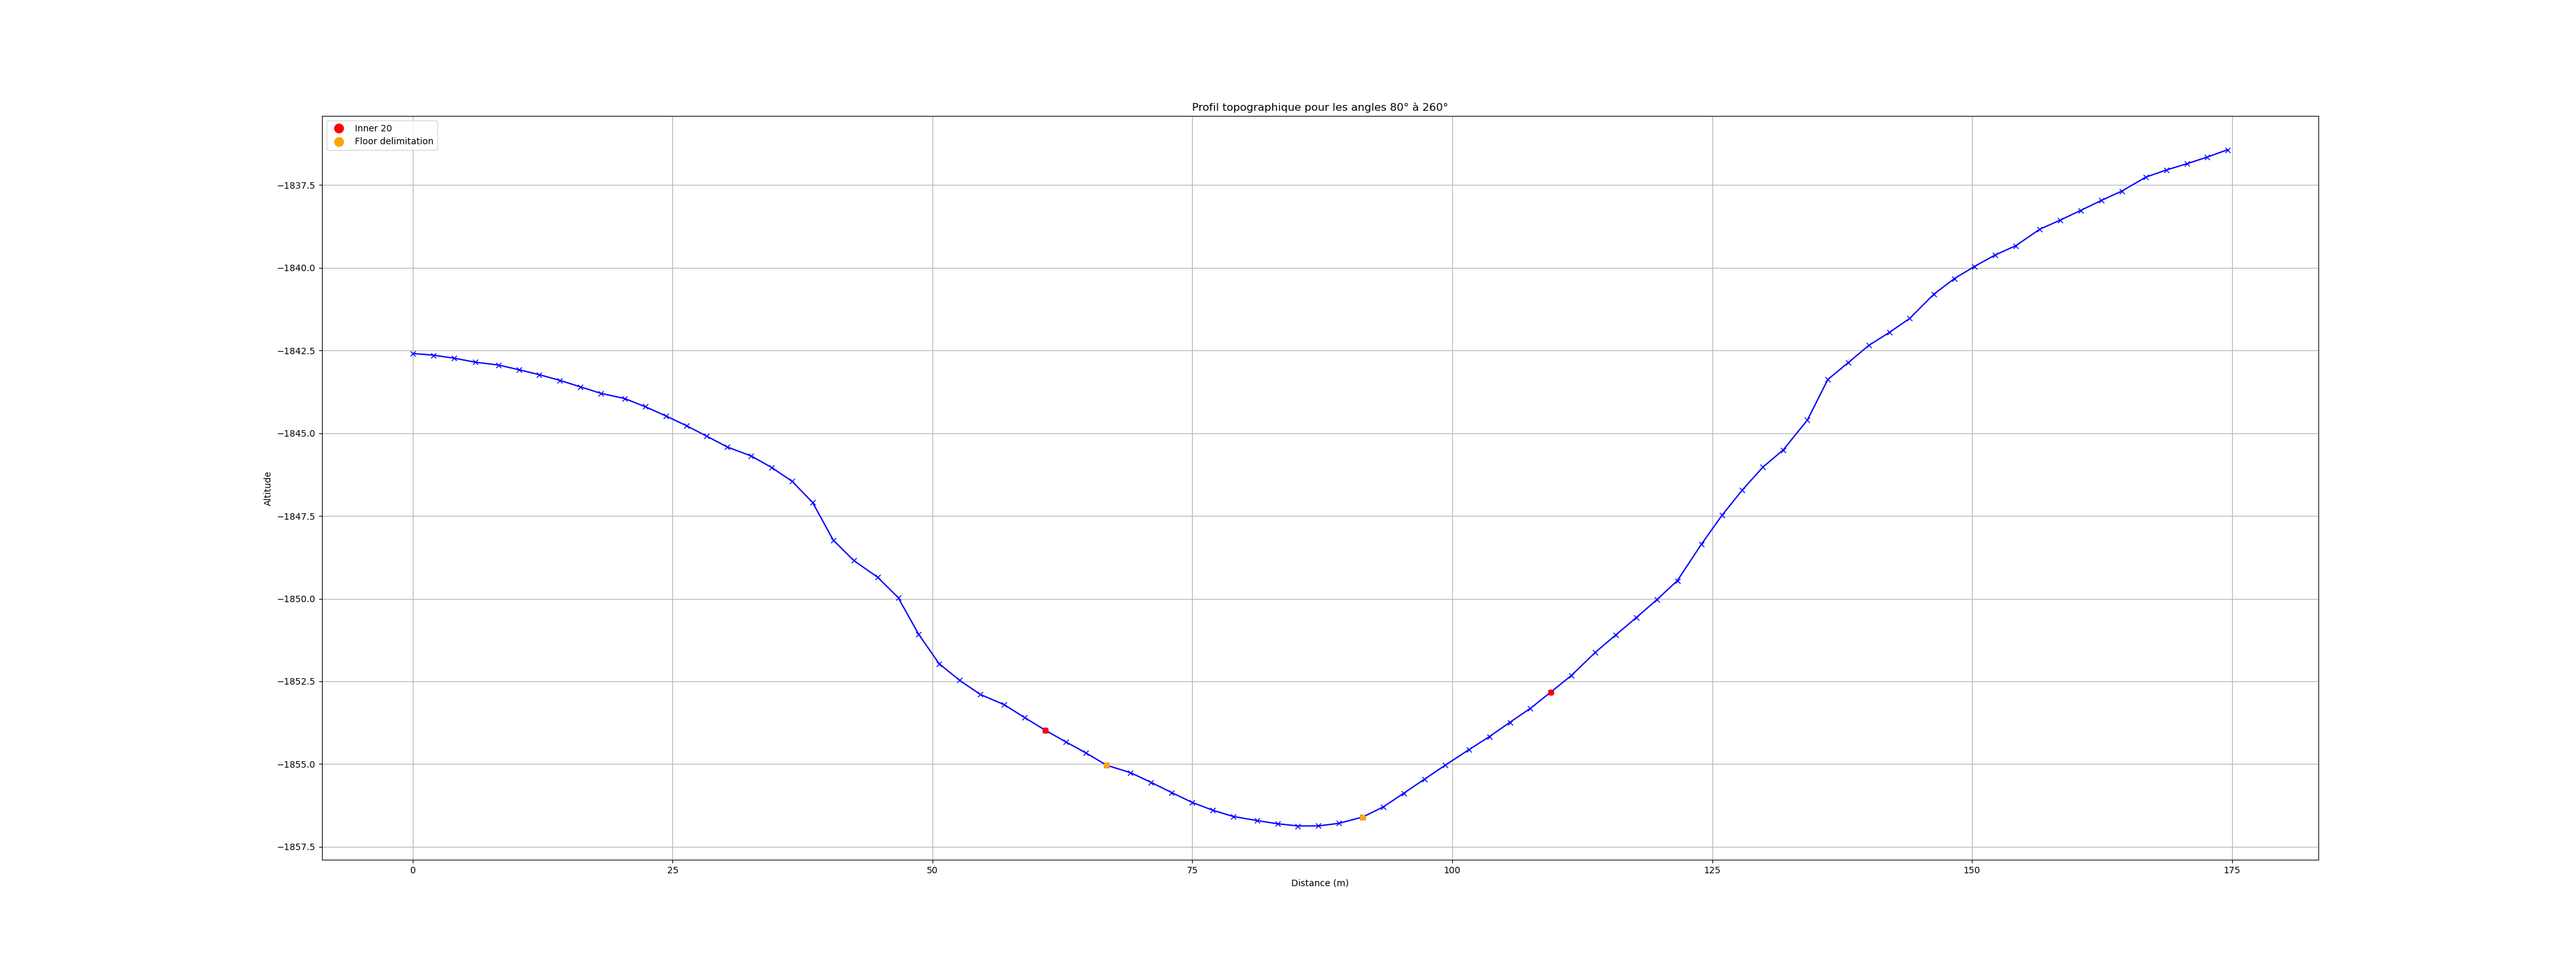 Profil topographique pour les angles 80° à 260°
Inner 20
Floor delimitation
−1837.5
−1840.0
−1842.5
−1845.0
−1847.5
−1850.0
−1852.5
−1855.0
−1857.5
Altitude
0 25 50 75 100 125 150 175
Distance (m)